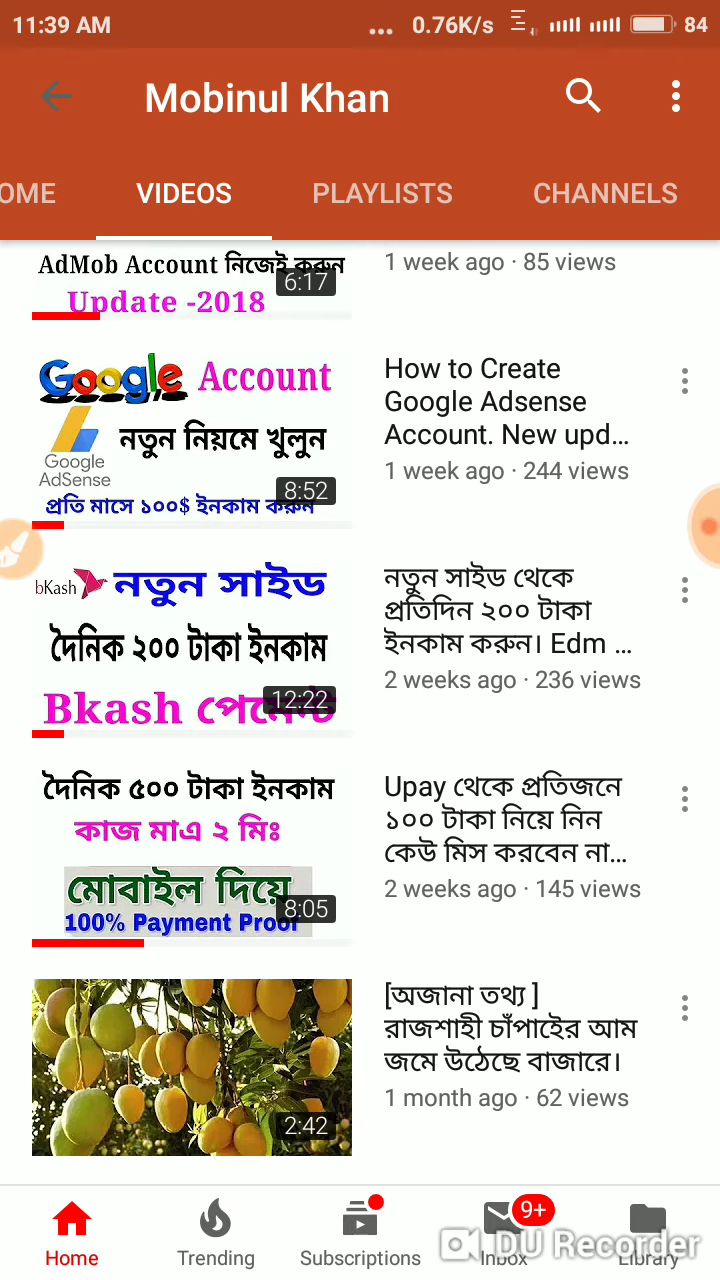 11:39 AM
... 0.76K/s
84
Mobinul Khan
OME
VIDEOS
PLAYLISTS
CHANNELS
AdMob Account নিজেই করুন
Update -2018
6:17
1 week ago · 85 views
Google Account
Google
AdSense
নতুন নিয়মে খুলুন
প্রতি মাসে ১০০$ ইনকাম করুন
8:52
How to Create
Google Adsense
Account. New upd...
1 week ago · 244 views
bKash নতুন সাইড
দৈনিক ২০০ টাকা ইনকাম
Bkash পেমেন্ট
12:22
নতুন সাইড থেকে
প্রতিদিন ২০০ টাকা
ইনকাম করুন। Edm ...
2 weeks ago · 236 views
দৈনিক ৫০০ টাকা ইনকাম
কাজ মাএ ২ মিঃ
মোবাইল দিয়ে
100% Payment Proof
8:05
Upay থেকে প্রতিজনে
১০০ টাকা নিয়ে নিন
কেউ মিস করবেন না...
2 weeks ago · 145 views
2:42
[অজানা তথ্য ]
রাজশাহী চাঁপাইের আম
জমে উঠেছে বাজারে।
1 month ago · 62 views
9+
Home
Trending
Subscriptions
Inbox
Library
DU Recorder